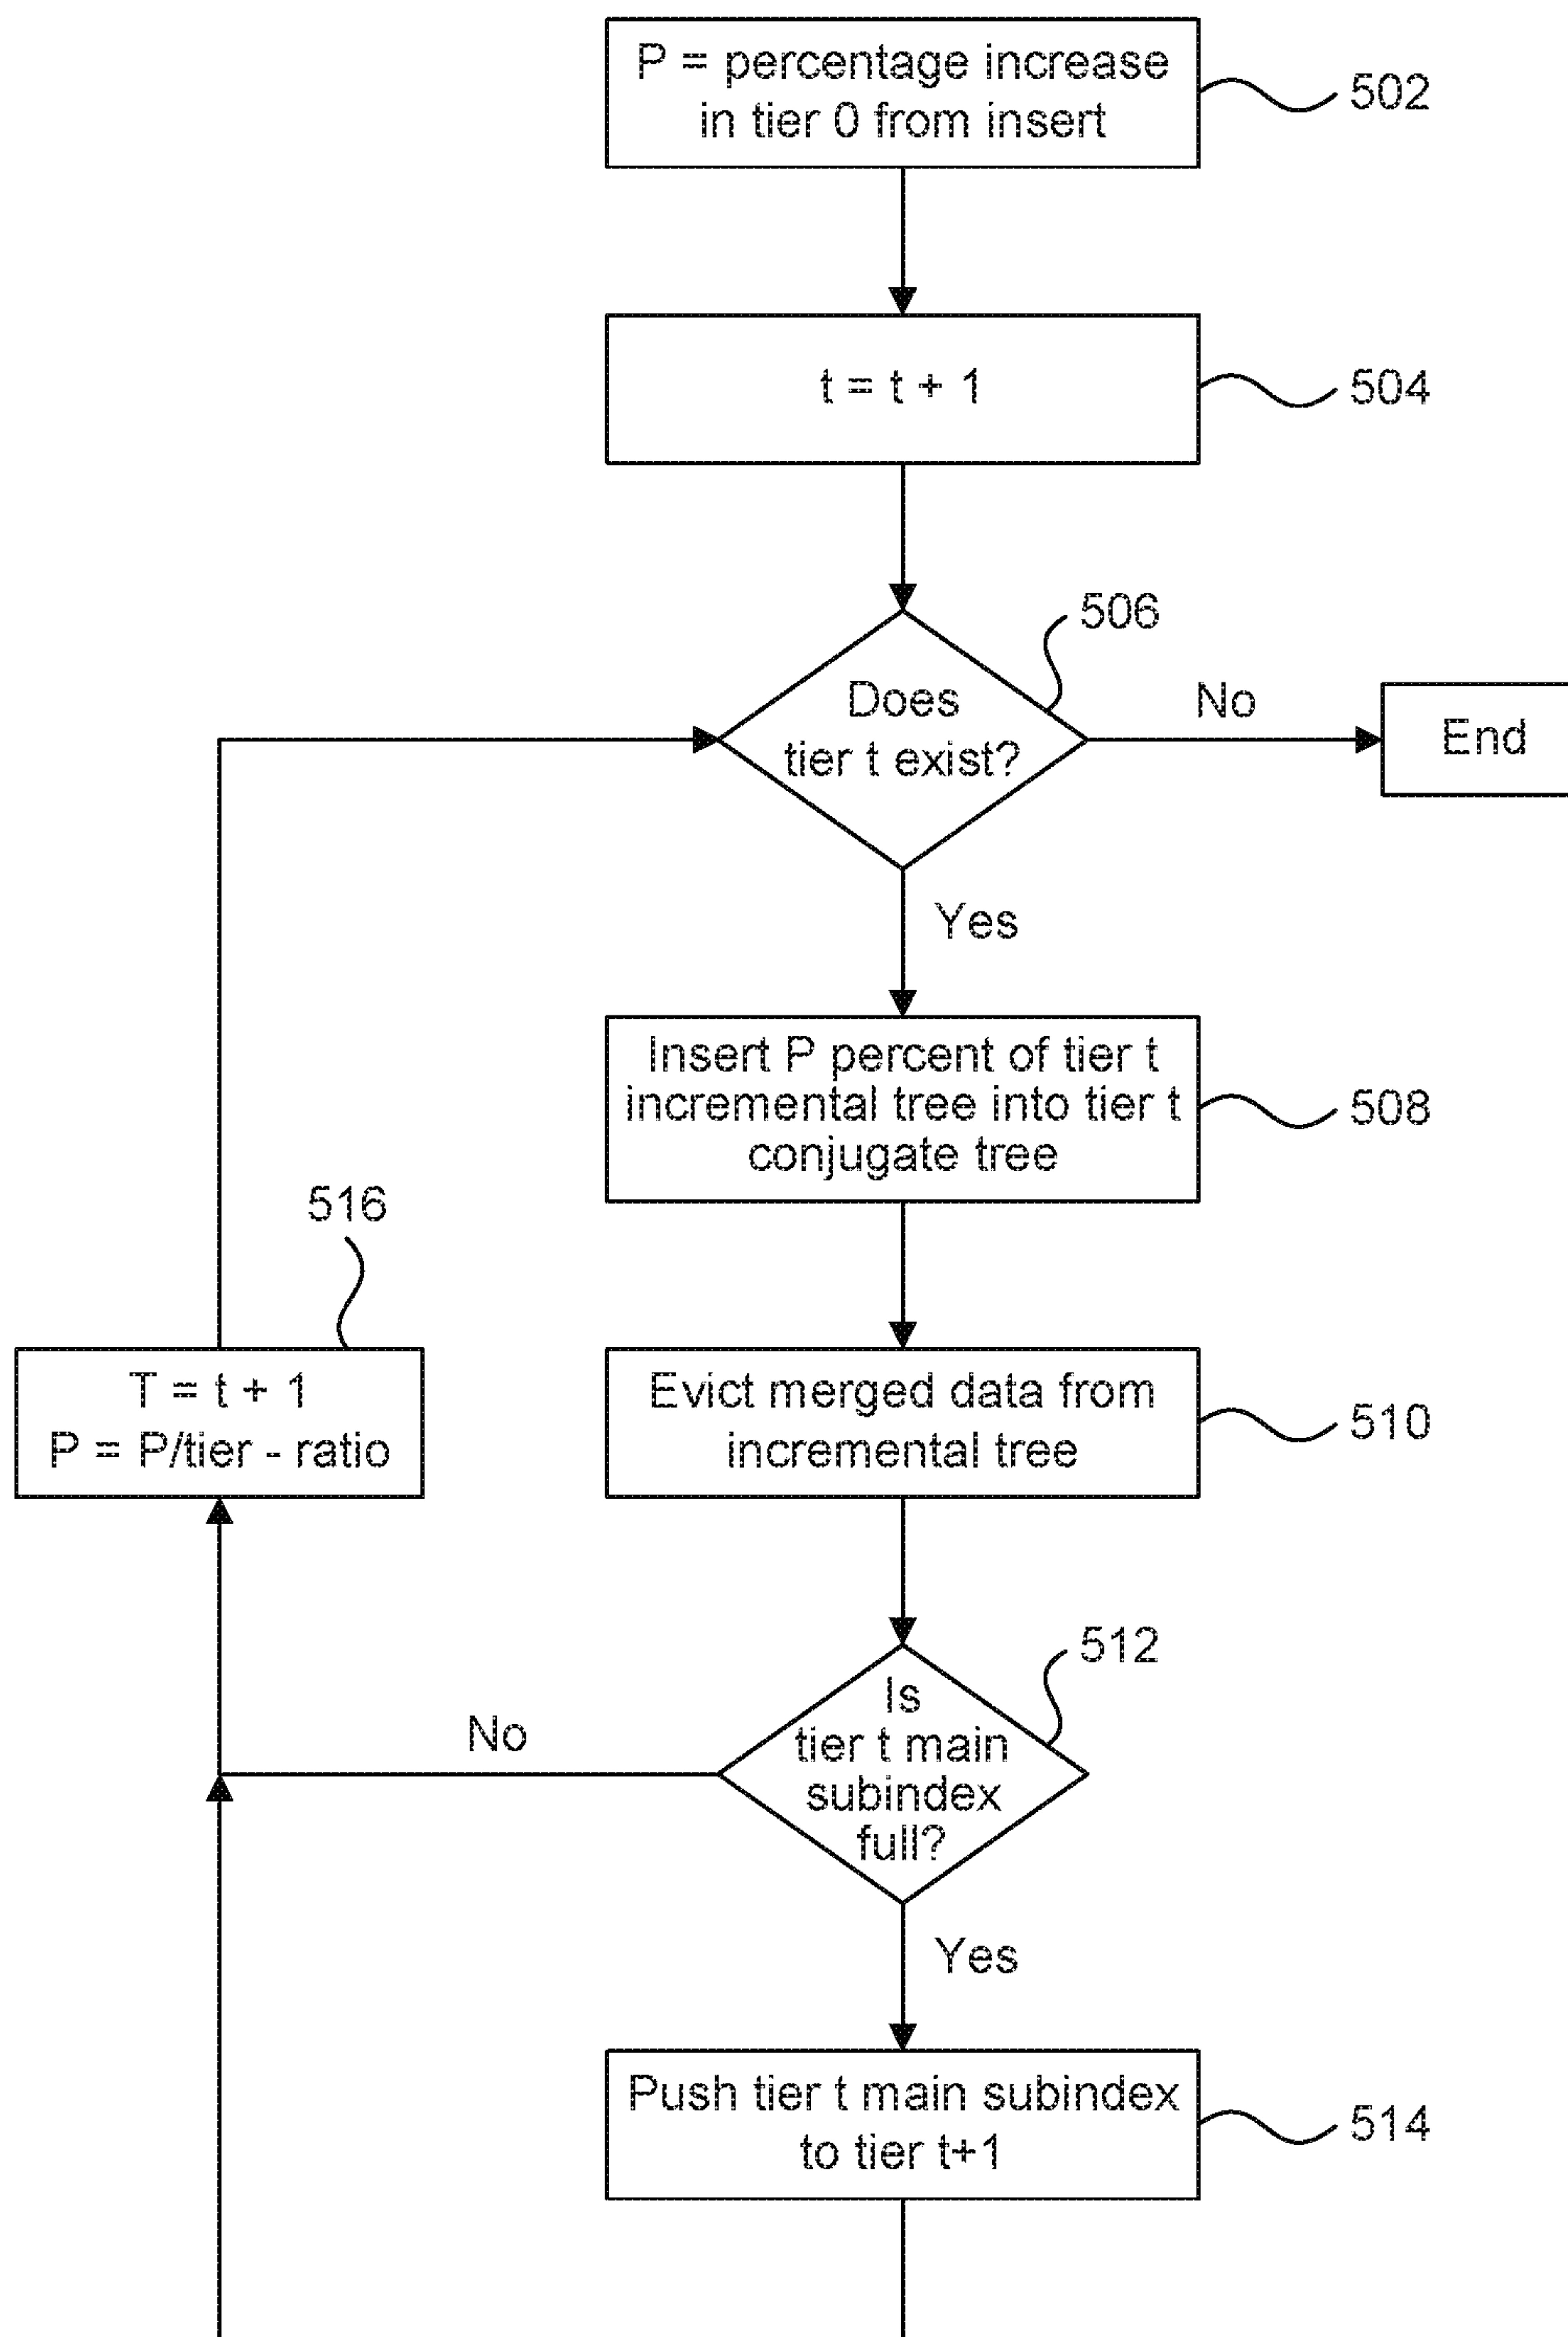 P = percentage increase
in tier 0 from insert
502
t = t + 1
504
506
Does
tier t exist?
No
End
Yes
Insert P percent of tier t
incremental tree into tier t
conjugate tree
508
516
T = t + 1
P = P/tier - ratio
Evict merged data from
incremental tree
510
512
Is
tier t main
subindex
full?
No
Yes
Push tier t main subindex
to tier t+1
514